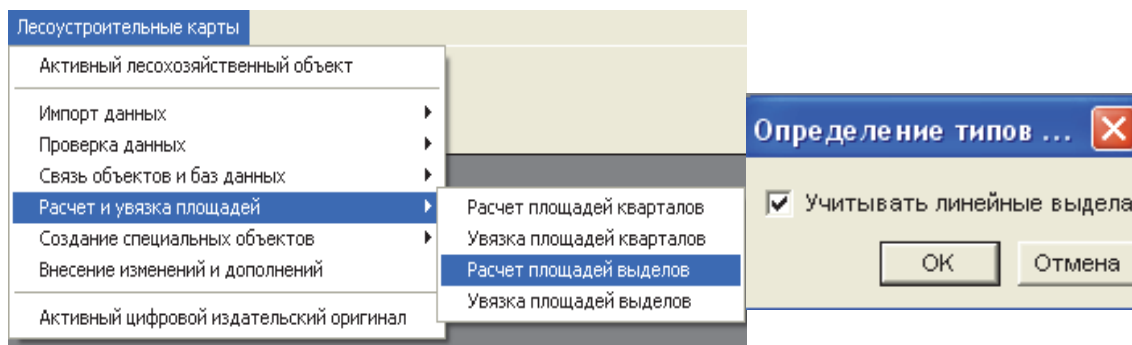 Лесоустроительные карты
Активный лесохозяйственный объект
Импорт данных
Проверка данных
Связь объектов и баз данных
Расчет и увязка площадей
Создание специальных объектов
Внесение изменений и дополнений
Активный цифровой издательский оригинал
Расчет площадей кварталов
Увязка площадей кварталов
Расчет площадей выделов
Увязка площадей выделов
Определение типов ...
Учитывать линейные выдела
ОК Отмена